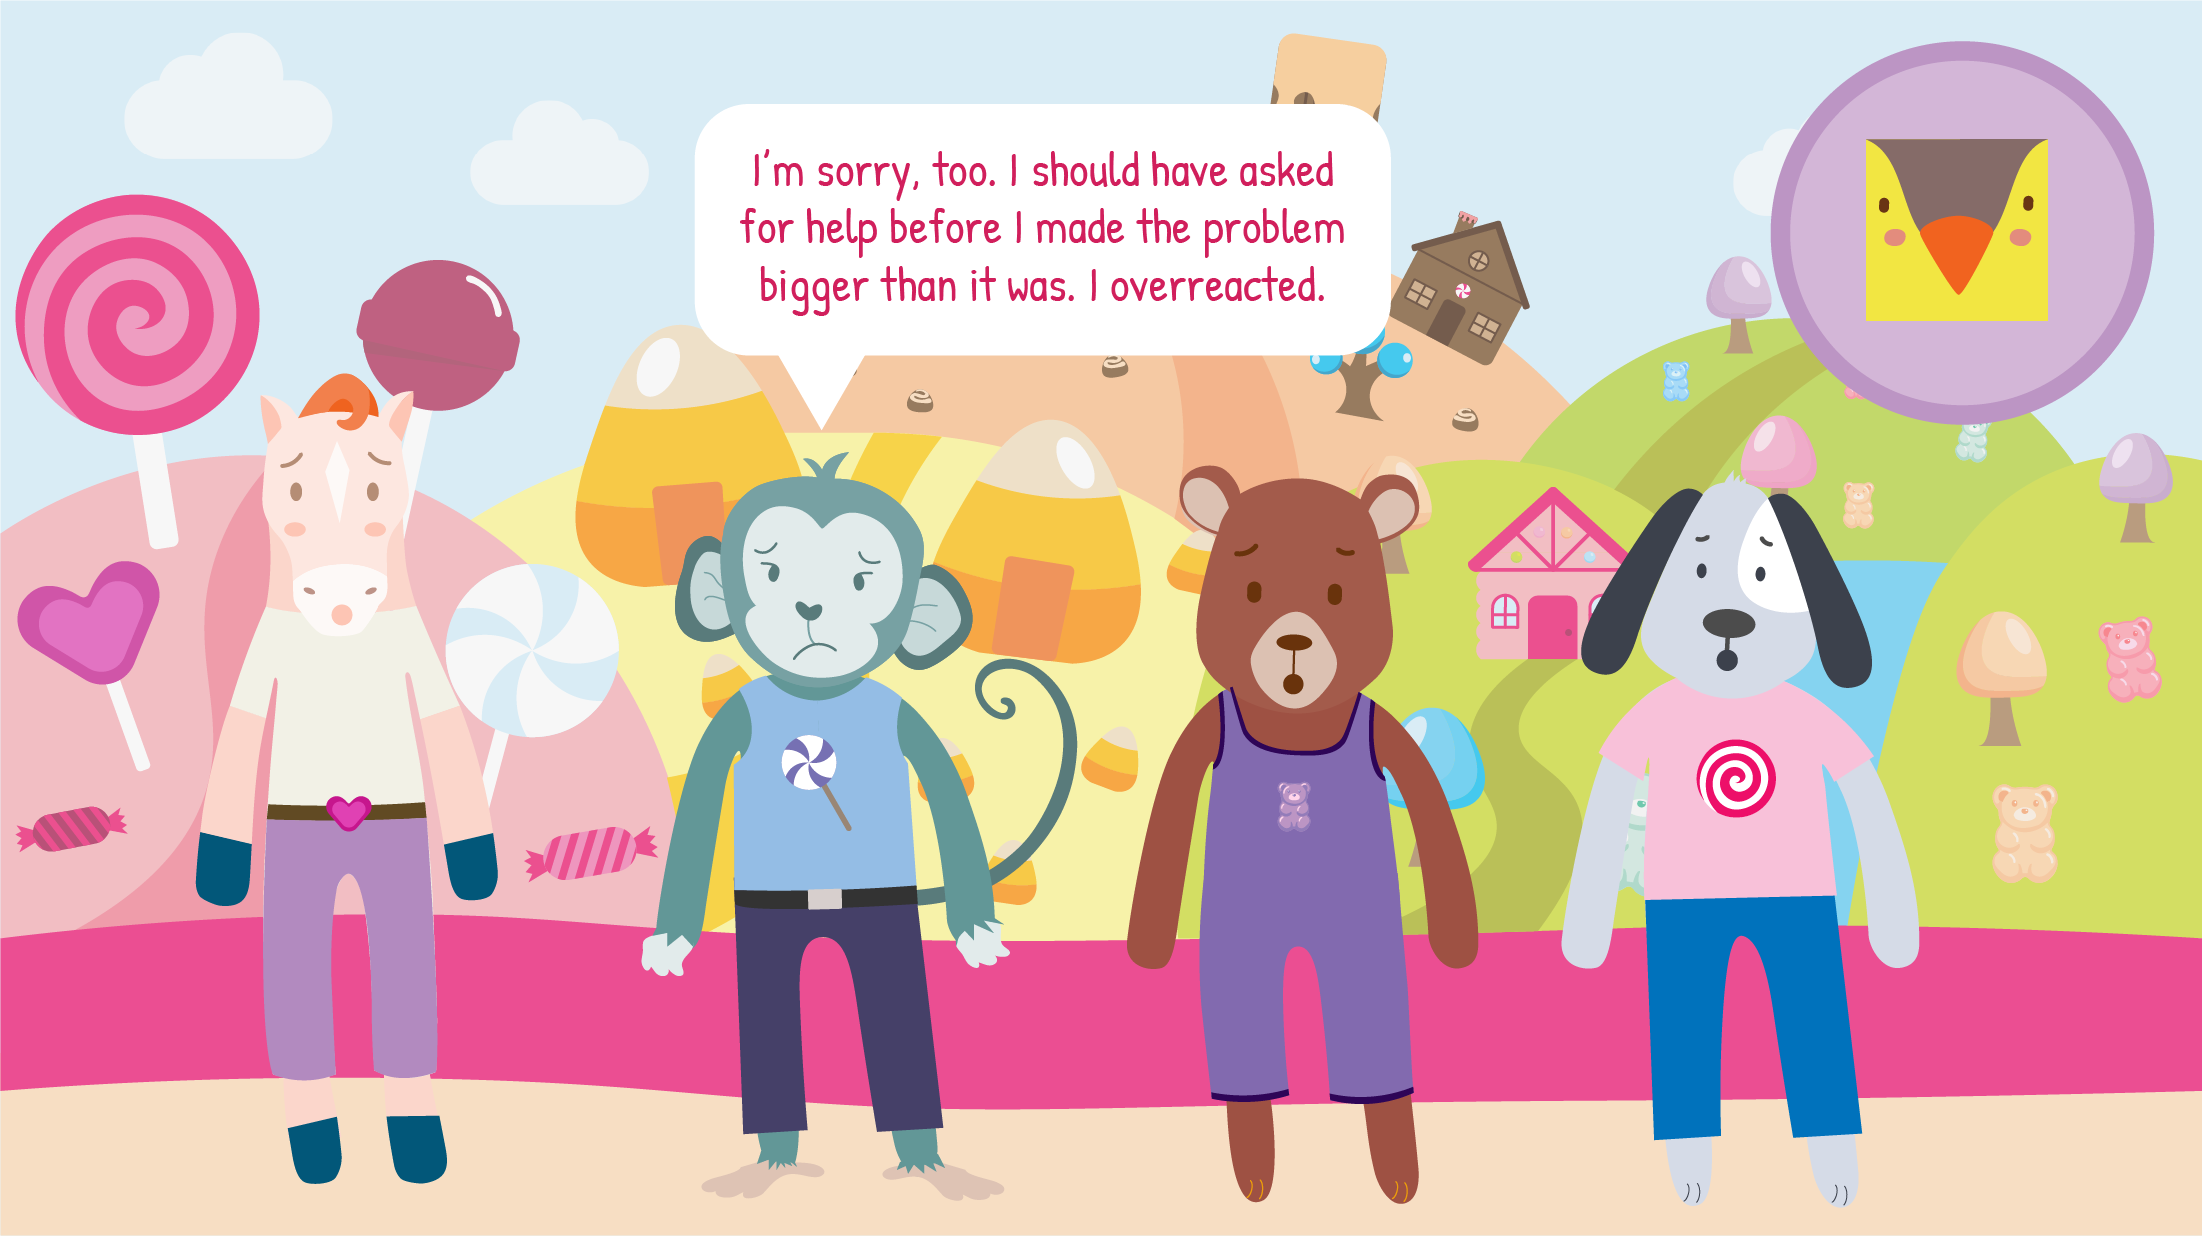 I'm sorry, too. I should have asked
for help before I made the problem
bigger than it was. I overreacted.